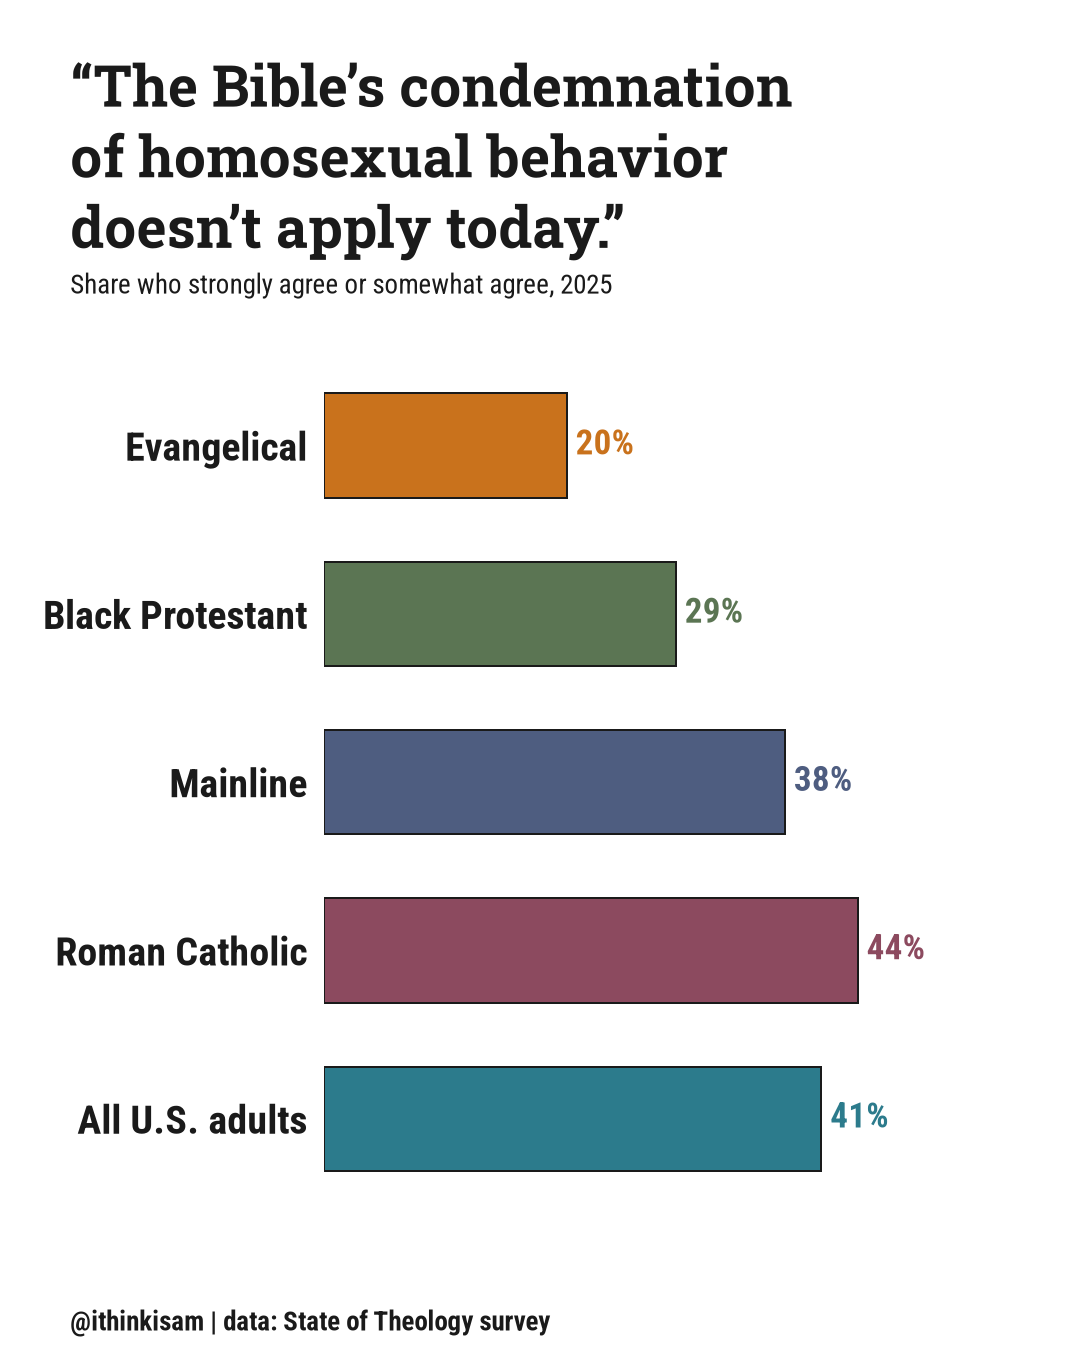 “The Bible’s condemnation
of homosexual behavior
doesn’t apply today.”
Share who strongly agree or somewhat agree, 2025
Evangelical 20%
Black Protestant 29%
Mainline 38%
Roman Catholic 44%
All U.S. adults 41%
@ithinkisam | data: State of Theology survey